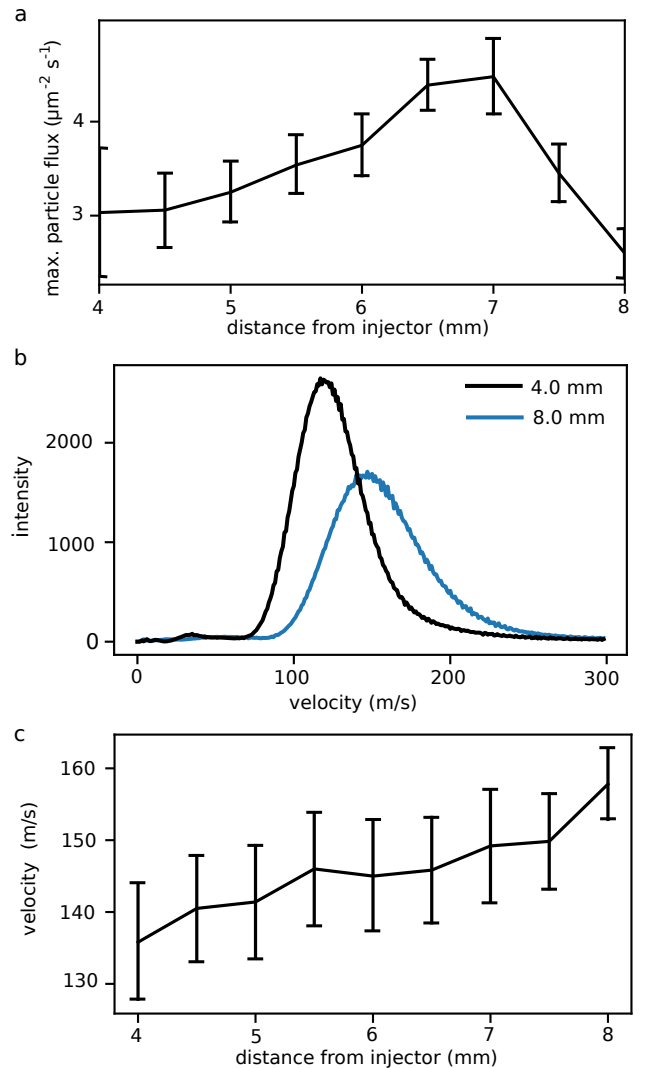 a
max. particle flux (µm⁻² s⁻¹)
4
3
4 5 6 7 8
distance from injector (mm)
b
4.0 mm
8.0 mm
intensity
2000
1000
0
0 100 200 300
velocity (m/s)
c
velocity (m/s)
160
150
140
130
4 5 6 7 8
distance from injector (mm)